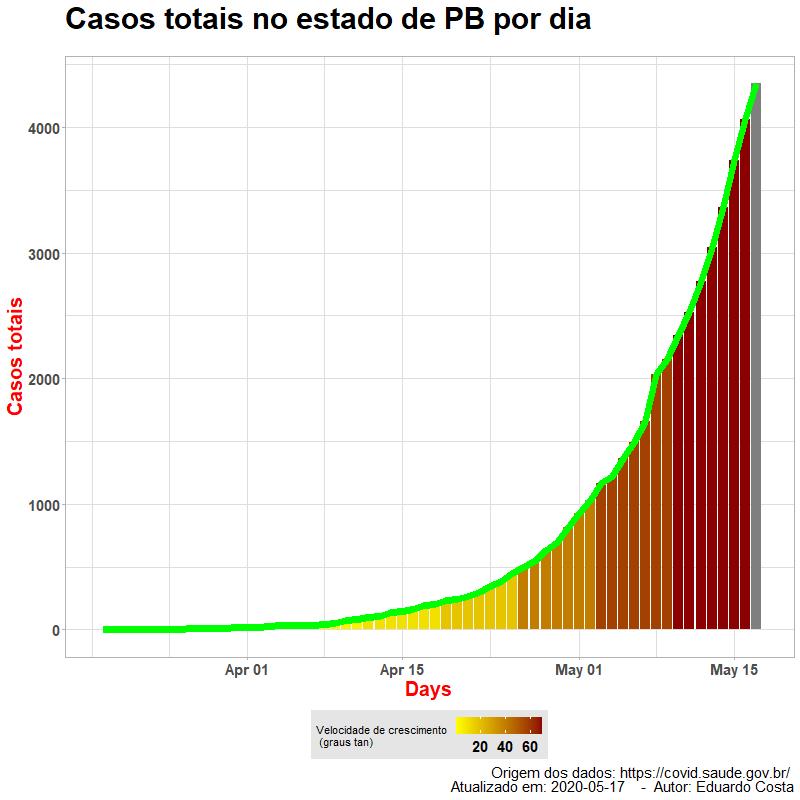 Casos totais no estado de PB por dia
Casos totais
4000
3000
2000
1000
0
Apr 01 Apr 15 May 01 May 15
Days
Velocidade de crescimento
(graus tan)
20 40 60
Origem dos dados: https://covid.saude.gov.br/
Atualizado em: 2020-05-17 - Autor: Eduardo Costa